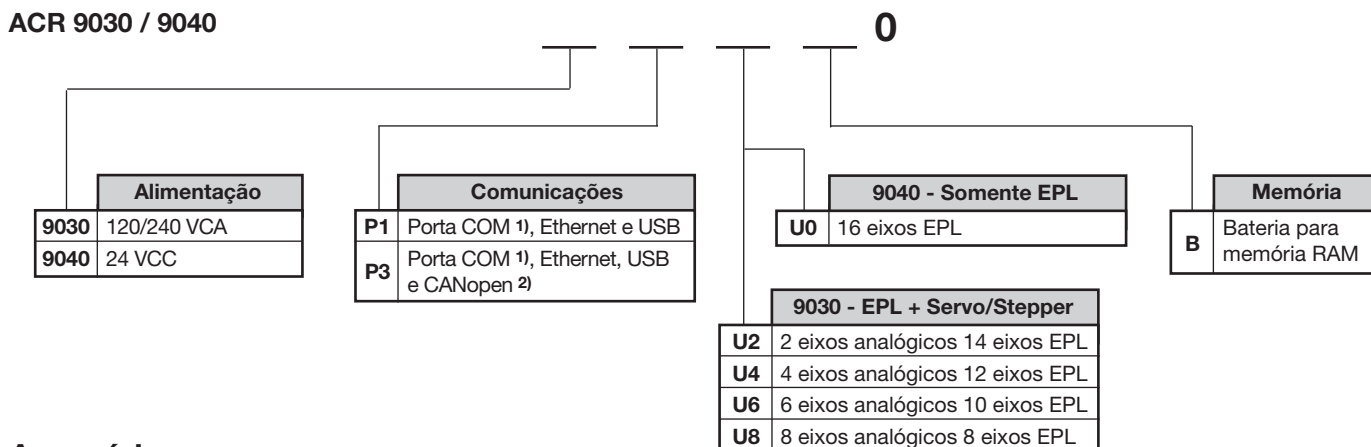 ACR 9030 / 9040
0
Alimentação
9030 120/240 VCA
9040 24 VCC
Comunicações
P1 Porta COM 1), Ethernet e USB
P3 Porta COM 1), Ethernet, USB
e CANopen 2)
9040 - Somente EPL
U0 16 eixos EPL
9030 - EPL + Servo/Stepper
U2 2 eixos analógicos 14 eixos EPL
U4 4 eixos analógicos 12 eixos EPL
U6 6 eixos analógicos 10 eixos EPL
U8 8 eixos analógicos 8 eixos EPL
Memória
B Bateria para
memória RAM